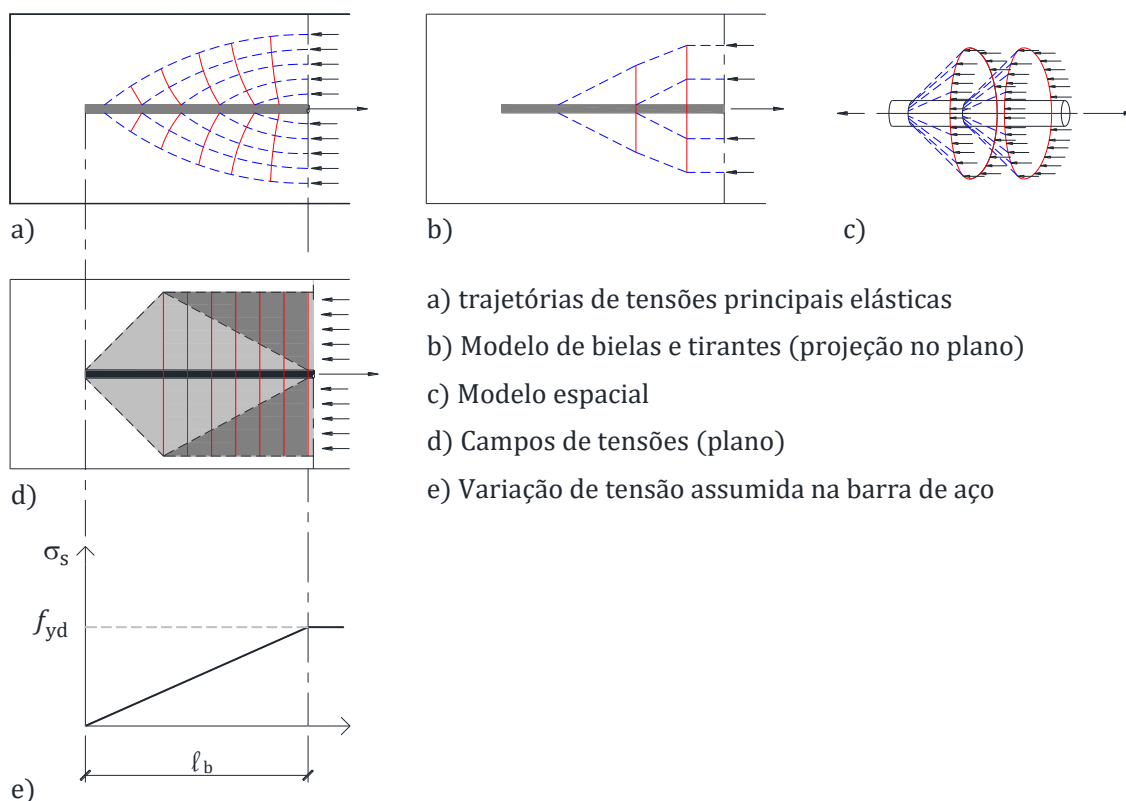 a)
b)
c)
a) trajetórias de tensões principais elásticas
b) Modelo de bielas e tirantes (projeção no plano)
c) Modelo espacial
d) Campos de tensões (plano)
e) Variação de tensão assumida na barra de aço
d)
σs
fyd
ℓb
e)